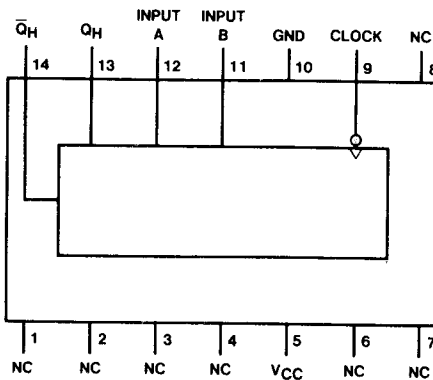 Q̅H QH INPUT A INPUT B GND CLOCK NC
14 13 12 11 10 9 8
1 2 3 4 5 6 7
NC NC NC NC VCC NC NC